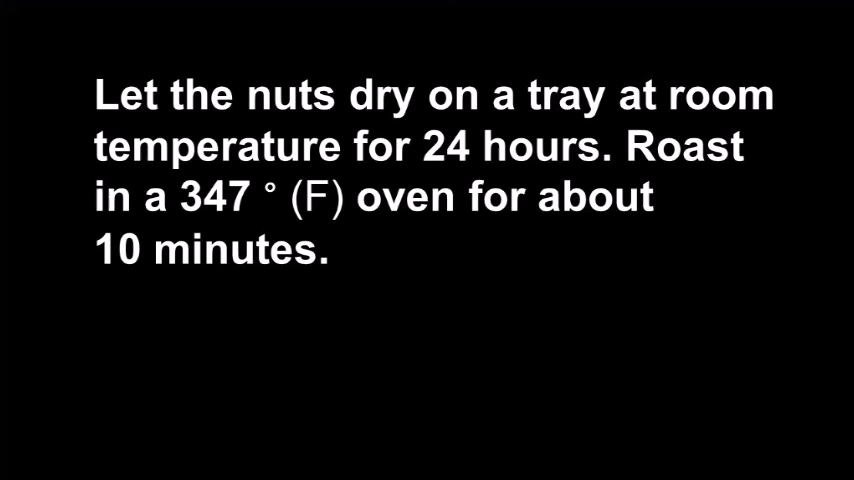 Let the nuts dry on a tray at room
temperature for 24 hours. Roast
in a 347 ° (F) oven for about
10 minutes.